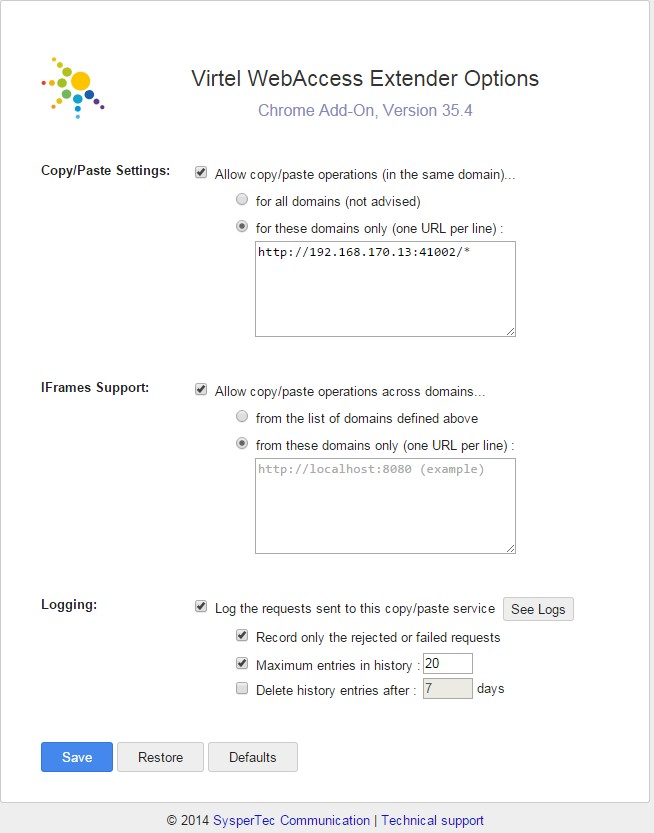 Virtel WebAccess Extender Options
Chrome Add-On, Version 35.4
Copy/Paste Settings:
Allow copy/paste operations (in the same domain)...
for all domains (not advised)
for these domains only (one URL per line) :
http://192.168.170.13:41002/*
IFrames Support:
Allow copy/paste operations across domains...
from the list of domains defined above
from these domains only (one URL per line) :
http://localhost:8080 (example)
Logging:
Log the requests sent to this copy/paste service See Logs
Record only the rejected or failed requests
Maximum entries in history : 20
Delete history entries after : 7 days
Save Restore Defaults
© 2014 SysperTec Communication | Technical support